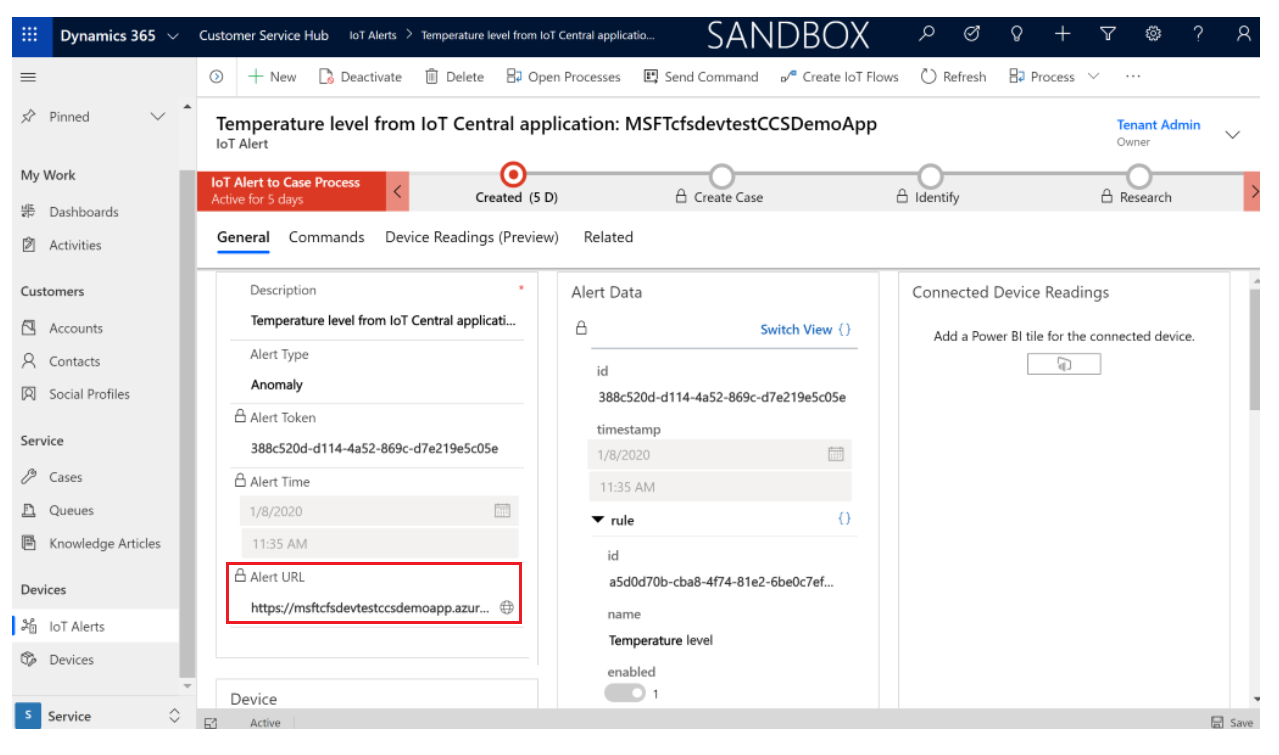 Dynamics 365
Customer Service Hub IoT Alerts > Temperature level from IoT Central applicatio...
SANDBOX
New Deactivate Delete Open Processes Send Command Create IoT Flows Refresh Process ...
Pinned
My Work
Dashboards
Activities
Customers
Accounts
Contacts
Social Profiles
Service
Cases
Queues
Knowledge Articles
Devices
IoT Alerts
Devices
S Service
Temperature level from IoT Central application: MSFTcfsdevtestCCSDemoApp
IoT Alert
Tenant Admin
Owner
IoT Alert to Case Process
Active for 5 days
Created (5 D)
Create Case
Identify
Research
General Commands Device Readings (Preview) Related
Description *
Temperature level from IoT Central applicati...
Alert Type
Anomaly
Alert Token
388c520d-d114-4a52-869c-d7e219e5c05e
Alert Time
1/8/2020
11:35 AM
Alert URL
https://msftcfsdevtestccsdemoapp.azur...
Device
Alert Data
Switch View {}
id
388c520d-d114-4a52-869c-d7e219e5c05e
timestamp
1/8/2020
11:35 AM
rule {}
id
a5d0d70b-cba8-4f74-81e2-6be0c7ef...
name
Temperature level
enabled
1
Connected Device Readings
Add a Power BI tile for the connected device.
Active
Save